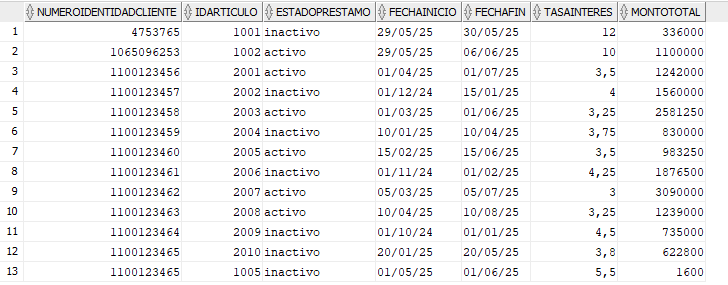 NUMEROIDENTIDADCLIENTE IDARTICULO ESTADOPRESTAMO FECHAINICIO FECHAFIN TASAINTERES MONTOTOTAL
1 4753765 1001 inactivo 29/05/25 30/05/25 12 336000
2 1065096253 1002 activo 29/05/25 06/06/25 10 1100000
3 1100123456 2001 activo 01/04/25 01/07/25 3,5 1242000
4 1100123457 2002 inactivo 01/12/24 15/01/25 4 1560000
5 1100123458 2003 activo 01/03/25 01/06/25 3,25 2581250
6 1100123459 2004 inactivo 10/01/25 10/04/25 3,75 830000
7 1100123460 2005 activo 15/02/25 15/06/25 3,5 983250
8 1100123461 2006 inactivo 01/11/24 01/02/25 4,25 1876500
9 1100123462 2007 activo 05/03/25 05/07/25 3 3090000
10 1100123463 2008 activo 10/04/25 10/08/25 3,25 1239000
11 1100123464 2009 inactivo 01/10/24 01/01/25 4,5 735000
12 1100123465 2010 inactivo 20/01/25 20/05/25 3,8 622800
13 1100123465 1005 inactivo 01/05/25 01/06/25 5,5 1600